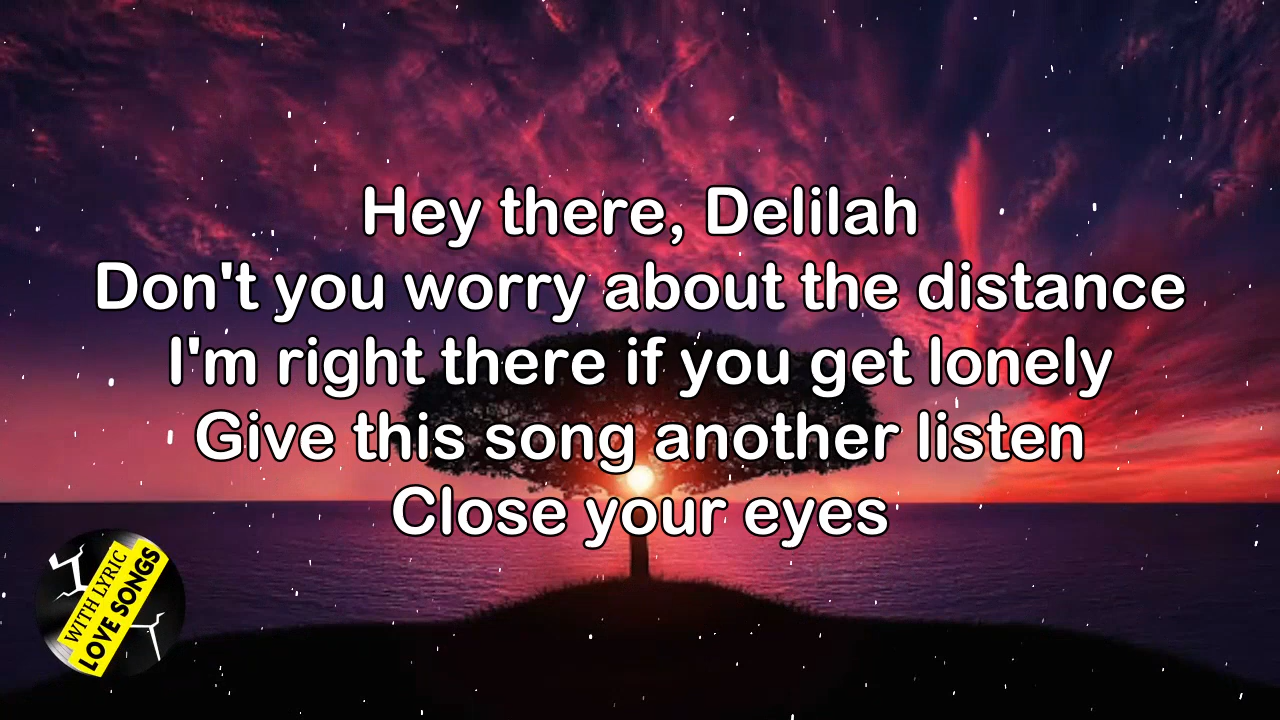 Hey there, Delilah
Don't you worry about the distance
I'm right there if you get lonely
Give this song another listen
Close your eyes
WITH LYRIC
LOVE SONGS